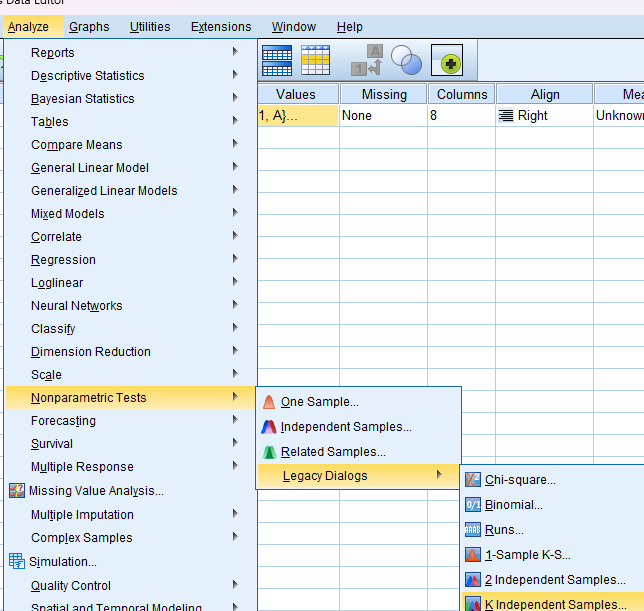 s Data Editor
Analyze Graphs Utilities Extensions Window Help
Reports
Descriptive Statistics
Bayesian Statistics
Tables
Compare Means
General Linear Model
Generalized Linear Models
Mixed Models
Correlate
Regression
Loglinear
Neural Networks
Classify
Dimension Reduction
Scale
Nonparametric Tests
Forecasting
Survival
Multiple Response
Missing Value Analysis...
Multiple Imputation
Complex Samples
Simulation...
Quality Control
Spatial and Temporal Modeling
Values Missing Columns Align Mea
1, A}... None 8 Right Unknown
One Sample...
Independent Samples...
Related Samples...
Legacy Dialogs
Chi-square...
0/1 Binomial...
Runs...
1-Sample K-S...
2 Independent Samples...
K Independent Samples...